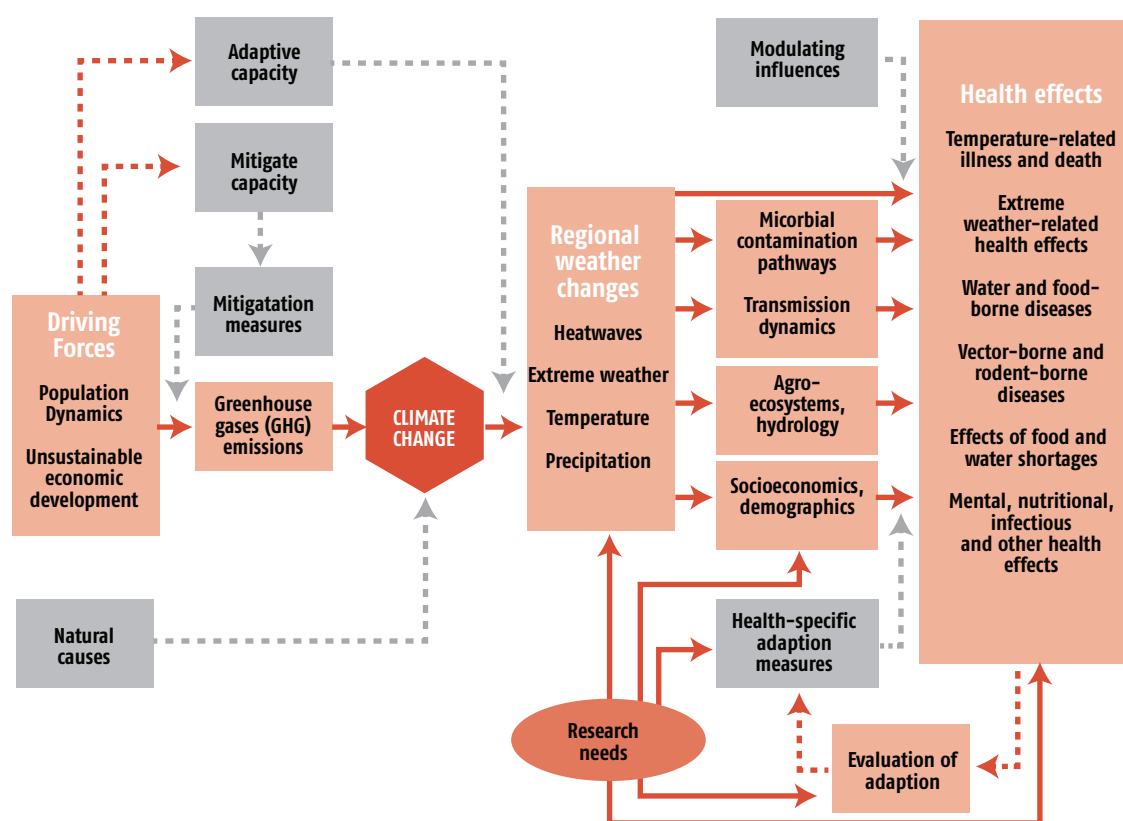 Adaptive
capacity
Mitigate
capacity
Mitigatation
measures
Driving
Forces
Population
Dynamics
Unsustainable
economic
development
Greenhouse
gases (GHG)
emissions
CLIMATE
CHANGE
Natural
causes
Regional
weather
changes
Heatwaves
Extreme weather
Temperature
Precipitation
Modulating
influences
Micorbial
contamination
pathways
Transmission
dynamics
Agro-
ecosystems,
hydrology
Socioeconomics,
demographics
Health-specific
adaption
measures
Research
needs
Evaluation of
adaption
Health effects
Temperature-related
illness and death
Extreme
weather-related
health effects
Water and food-
borne diseases
Vector-borne and
rodent-borne
diseases
Effects of food and
water shortages
Mental, nutritional,
infectious
and other health
effects